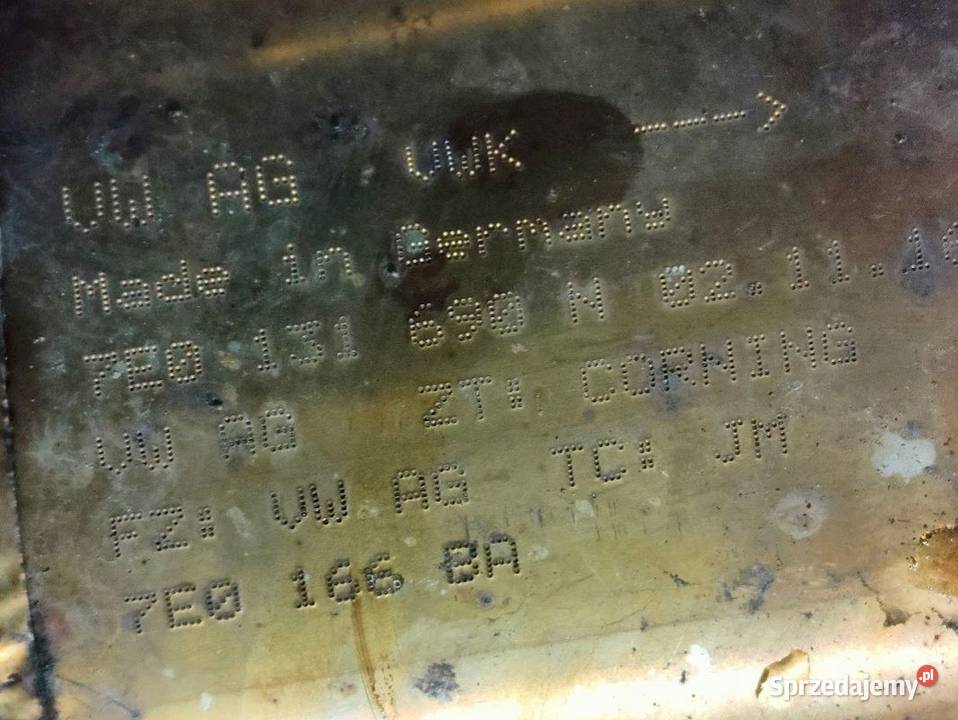 VW AG VWK
Made in Germany
7E0 131 690 N 02.11.10
VW AG ZT: CORNING
FZ: VW AG TC: JM
7E0 166 BA
Sprzedajemy.pl